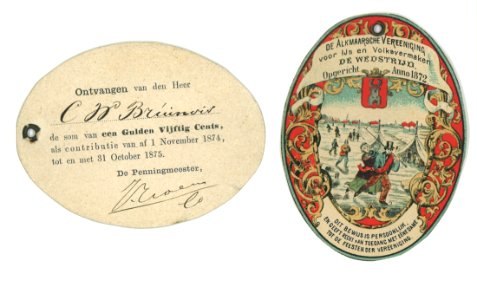 Ontvangen van den Heer
C W Bruinvis
de som van een Gulden Vijftig Cents,
als contributie van af 1 November 1874,
tot en met 31 October 1875.
De Penningmeester,
DE ALKMAARSCHE VEREENIGING
voor IJs en Volksvermaken
DE WEDSTRIJD.
Opgericht Anno 1872
DIT BEWIJS IS PERSOONLIJK
EN GEEFT RECHT VAN TOEGANG MET EENE DAME
TOT DE FEESTEN DER VEREENIGING